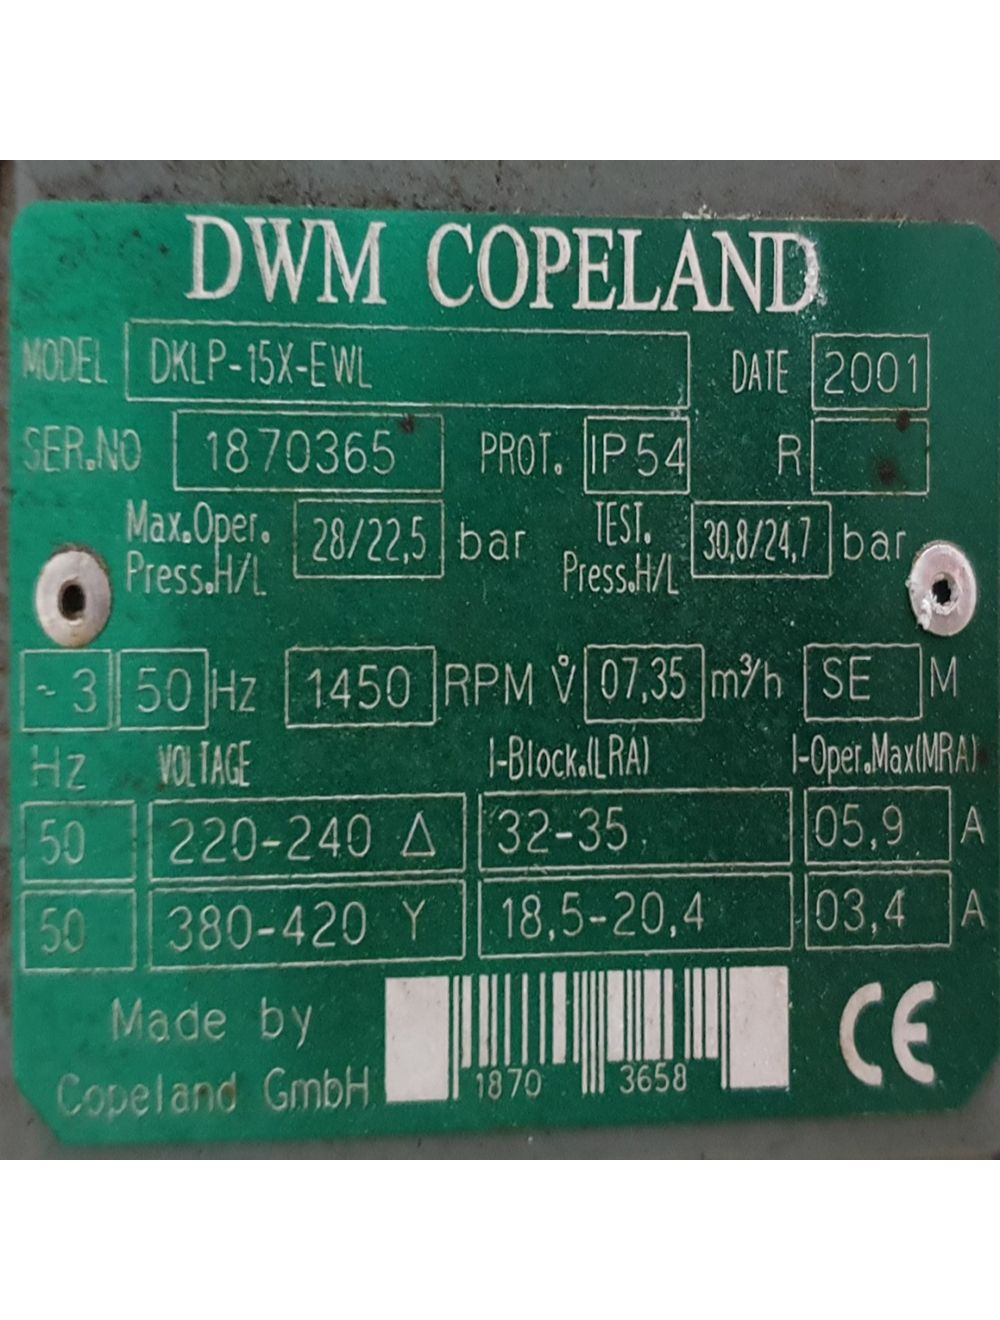 DWM COPELAND
MODEL DKLP-15X-EWL DATE 2001
SER.NO 1870365 PROT. IP54 R
Max.Oper. Press.H/L 28/22,5 bar TEST. Press.H/L 30,8/24,7 bar
~3 50 Hz 1450 RPM V̊ 07,35 m³/h SE M
Hz VOLTAGE I-Block.(LRA) I-Oper.Max(MRA)
50 220-240 Δ 32-35 05,9 A
50 380-420 Y 18,5-20,4 03,4 A
Made by
Copeland GmbH
1870 3658
CE